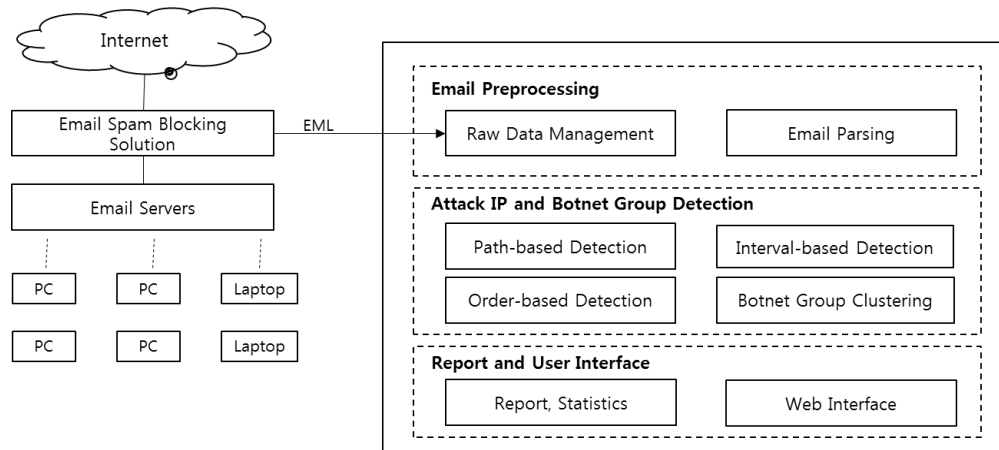 Internet
Email Spam Blocking
Solution
EML
Email Servers
PC
PC
Laptop
PC
PC
Laptop
Email Preprocessing
Raw Data Management
Email Parsing
Attack IP and Botnet Group Detection
Path-based Detection
Interval-based Detection
Order-based Detection
Botnet Group Clustering
Report and User Interface
Report, Statistics
Web Interface